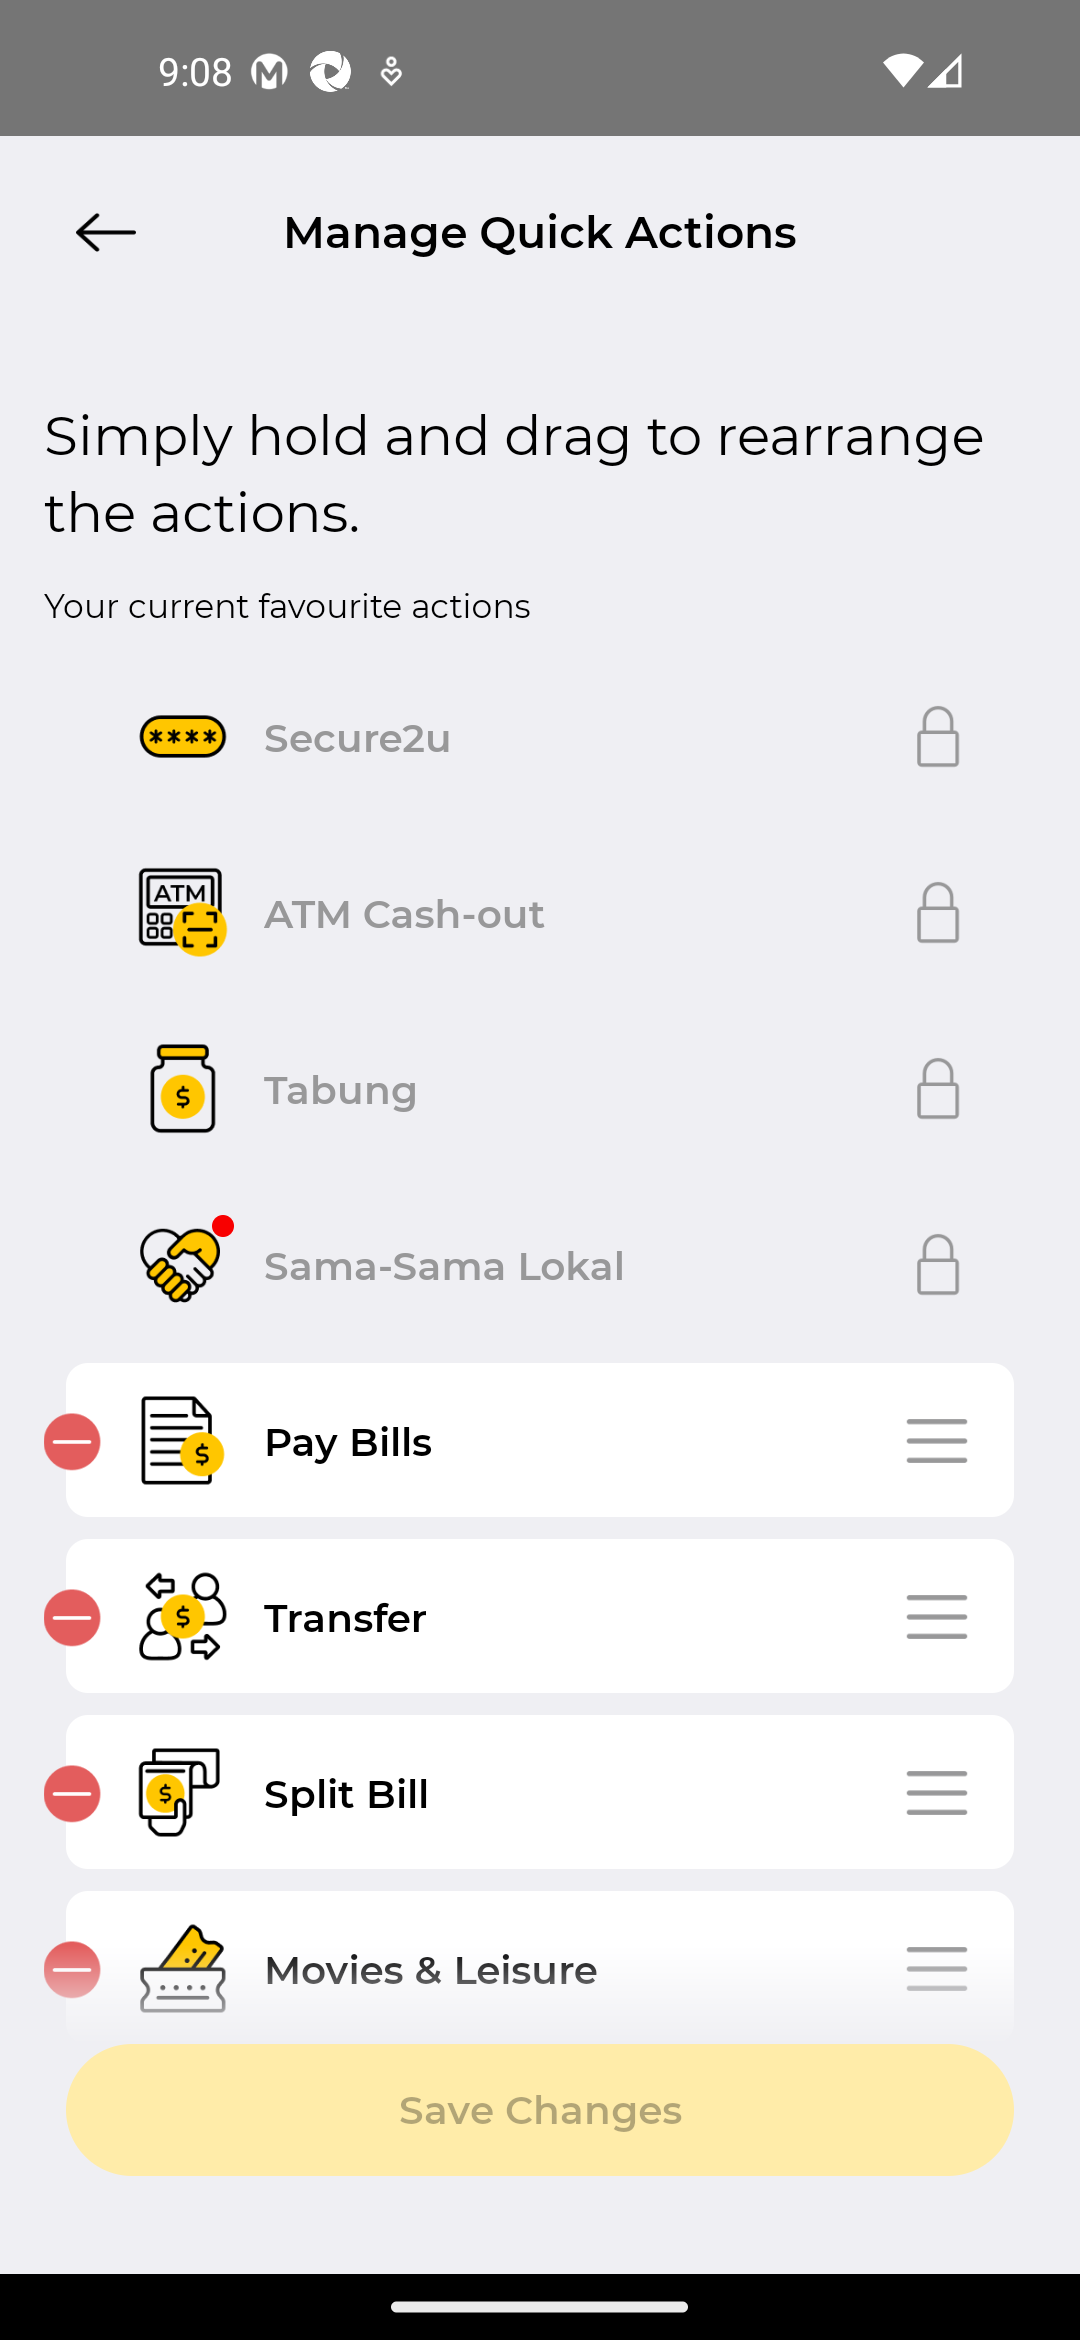 9:08
Manage Quick Actions
Simply hold and drag to rearrange
the actions.
Your current favourite actions
****
Secure2u
ATM
ATM Cash-out
$
Tabung
Sama-Sama Lokal
$
Pay Bills
$
Transfer
$
Split Bill
Movies & Leisure
Save Changes